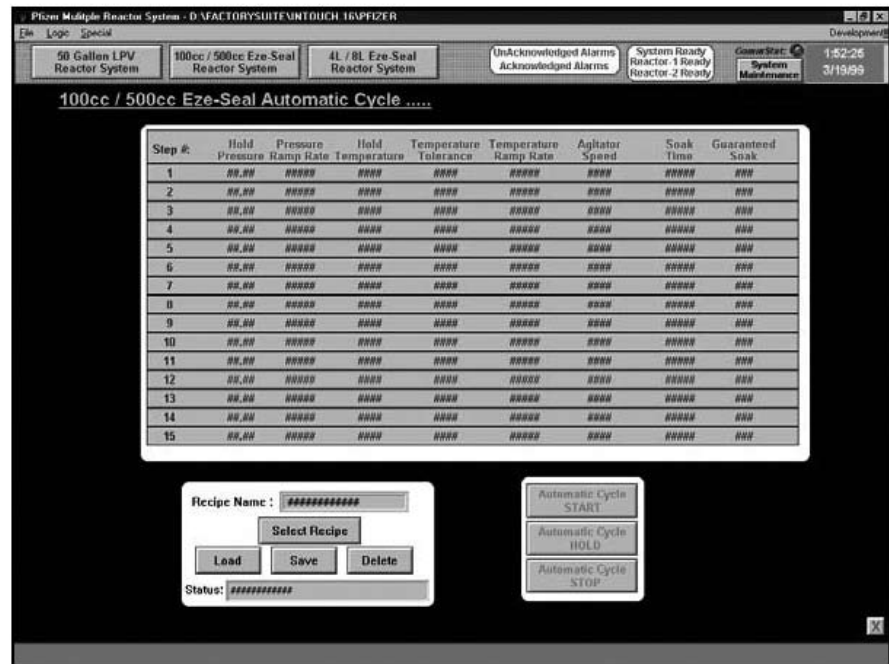 Pfizer Mulitple Reactor System - D:\FACTORYSUITE\INTOUCH.16\PFIZER
File Logic Special Development!
50 Gallen LPV
Reactor System
100cc / 500cc Eze-Seal
Reactor System
4L / 8L Eze-Seal
Reactor System
UnAcknowledged Alarms
Acknowledged Alarms
System Ready
Reactor-1 Ready
Reactor-2 Ready
System
Maintenance
1:52:26
3/19/99
100cc / 500cc Eze-Seal Automatic Cycle .....
Step #: Hold Pressure Pressure Ramp Rate Hold Temperature Temperature Tolerance Temperature Ramp Rate Agitator Speed Soak Time Guaranteed Soak
1 ##.## ##### #### #### ##### #### ##### ###
2 ##.## ##### #### #### ##### #### ##### ###
3 ##.## ##### #### #### ##### #### ##### ###
4 ##.## ##### #### #### ##### #### ##### ###
5 ##.## ##### #### #### ##### #### ##### ###
6 ##.## ##### #### #### ##### #### ##### ###
7 ##.## ##### #### #### ##### #### ##### ###
8 ##.## ##### #### #### ##### #### ##### ###
9 ##.## ##### #### #### ##### #### ##### ###
10 ##.## ##### #### #### ##### #### ##### ###
11 ##.## ##### #### #### ##### #### ##### ###
12 ##.## ##### #### #### ##### #### ##### ###
13 ##.## ##### #### #### ##### #### ##### ###
14 ##.## ##### #### #### ##### #### ##### ###
15 ##.## ##### #### #### ##### #### ##### ###
Recipe Name : ############
Select Recipe
Load Save Delete
Status: ############
Automatic Cycle
START
Automatic Cycle
HOLD
Automatic Cycle
STOP